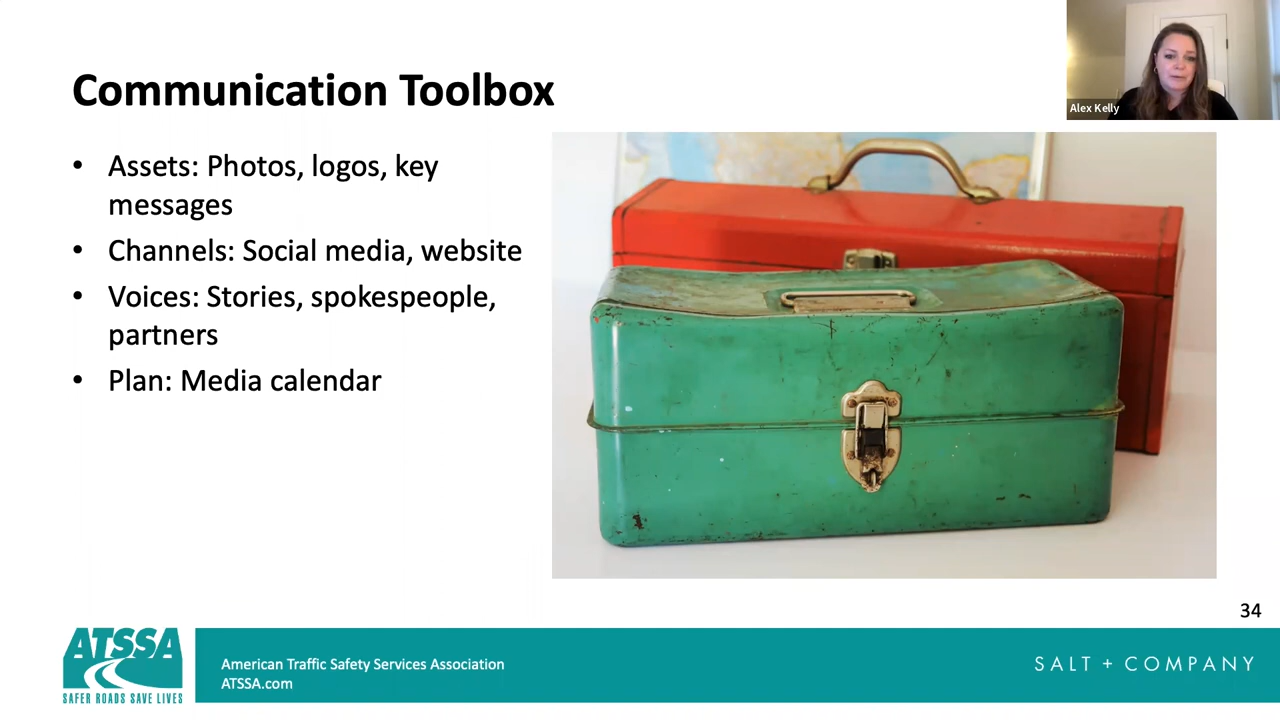 Communication Toolbox
Alex Kelly
• Assets: Photos, logos, key
messages
• Channels: Social media, website
• Voices: Stories, spokespeople,
partners
• Plan: Media calendar
34
ATSSA
SAFER ROADS SAVE LIVES
American Traffic Safety Services Association
ATSSA.com
SALT + COMPANY